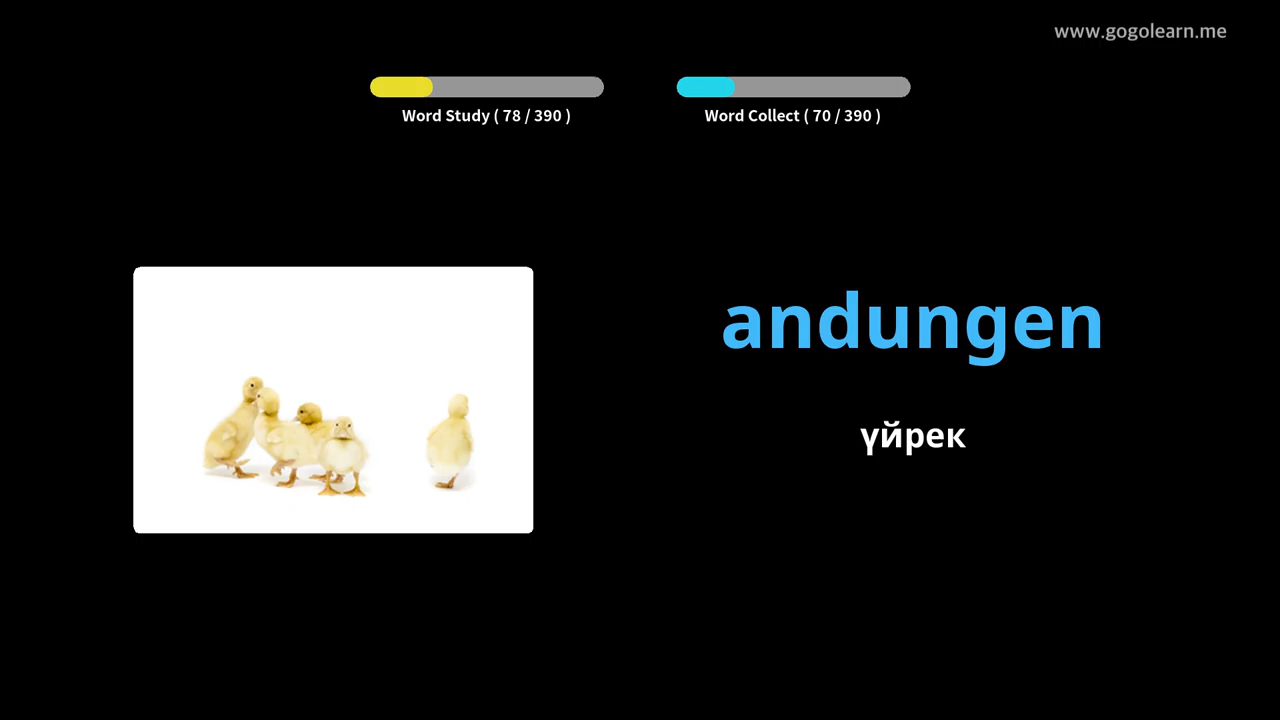 www.gogolearn.me
Word Study ( 78 / 390 )
Word Collect ( 70 / 390 )
andungen
үйрек